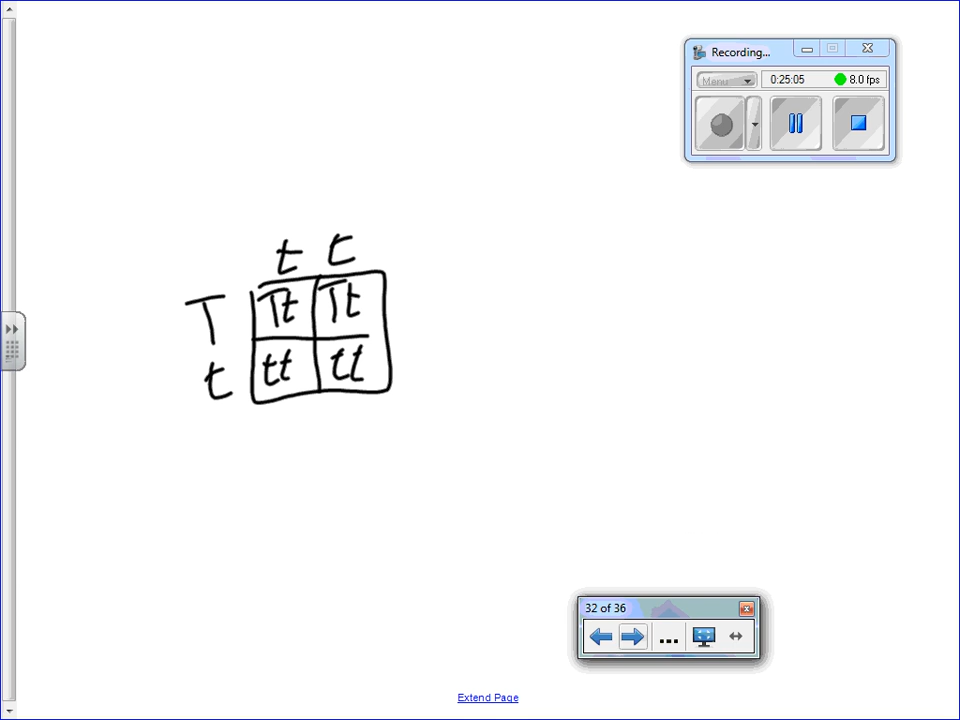 Recording...
Menu
0:25:05
8.0 fps
t t
T Tt Tt
t tt tt
32 of 36
...
Extend Page